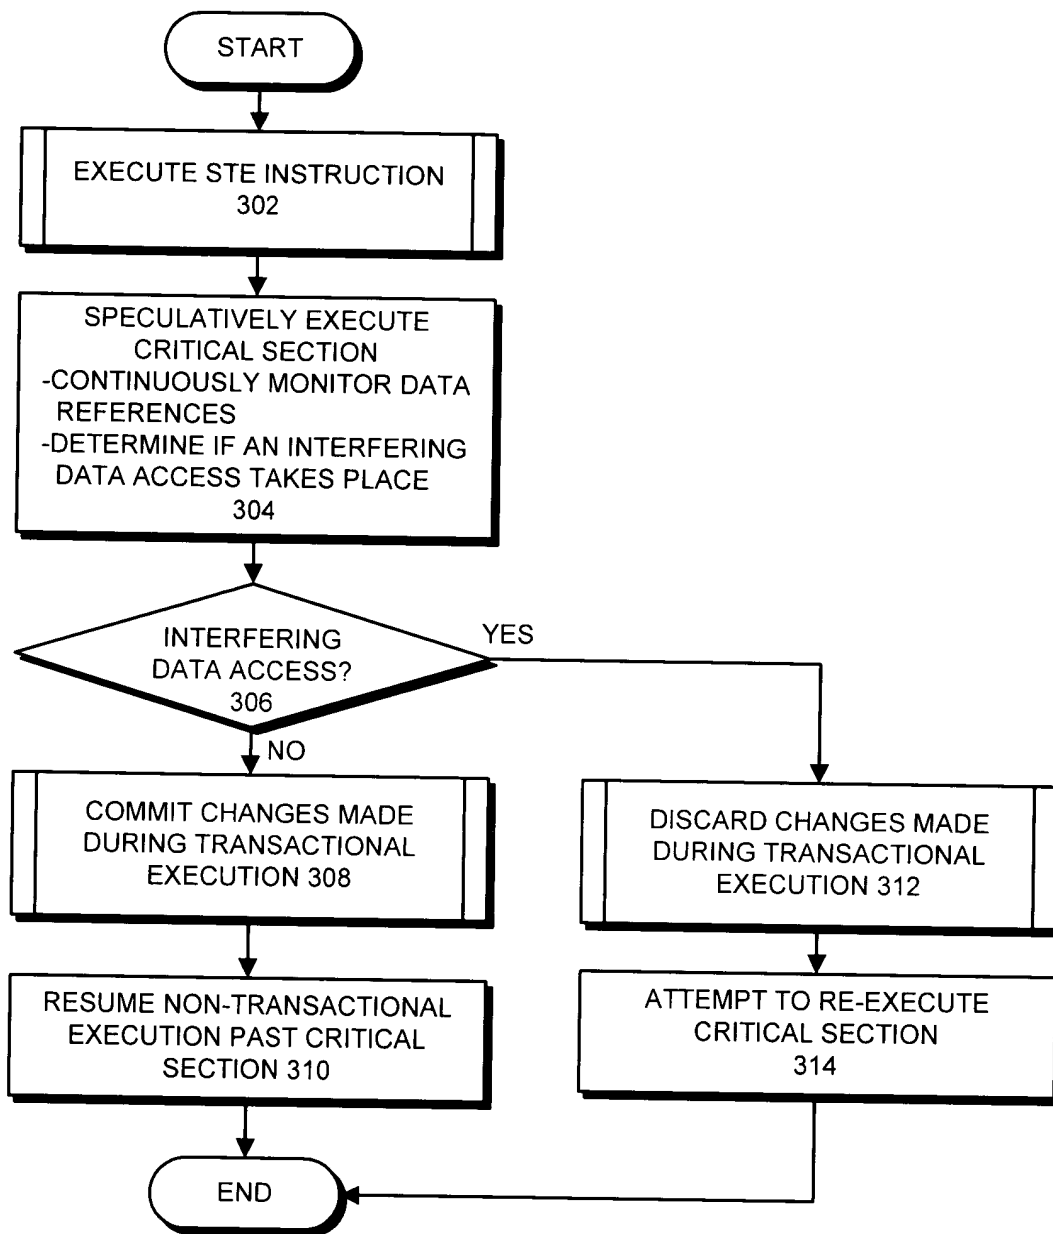 START
EXECUTE STE INSTRUCTION
302
SPECULATIVELY EXECUTE
CRITICAL SECTION
-CONTINUOUSLY MONITOR DATA
REFERENCES
-DETERMINE IF AN INTERFERING
DATA ACCESS TAKES PLACE
304
INTERFERING
DATA ACCESS?
306
YES
NO
COMMIT CHANGES MADE
DURING TRANSACTIONAL
EXECUTION 308
DISCARD CHANGES MADE
DURING TRANSACTIONAL
EXECUTION 312
RESUME NON-TRANSACTIONAL
EXECUTION PAST CRITICAL
SECTION 310
ATTEMPT TO RE-EXECUTE
CRITICAL SECTION
314
END